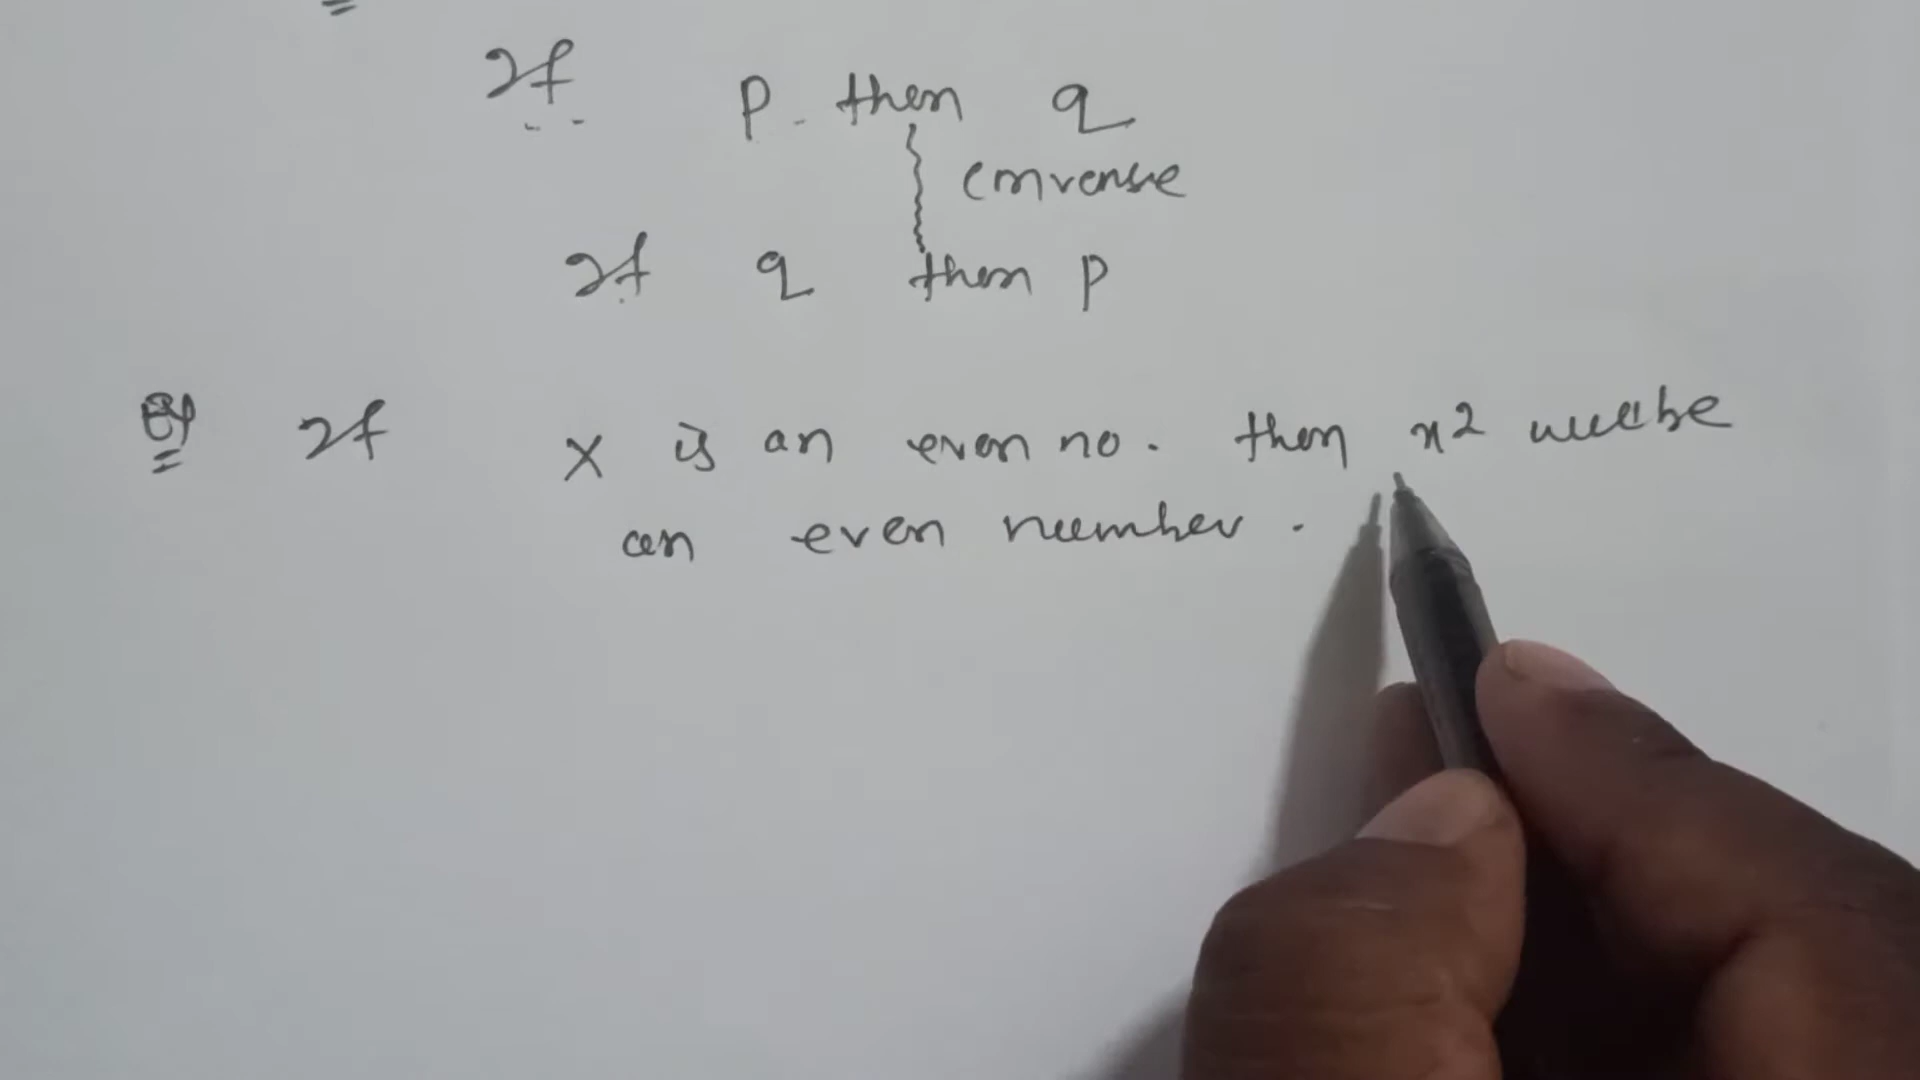 If p then q
converse
If q then p
Eg If x is an even no. then x² will be
an even number.